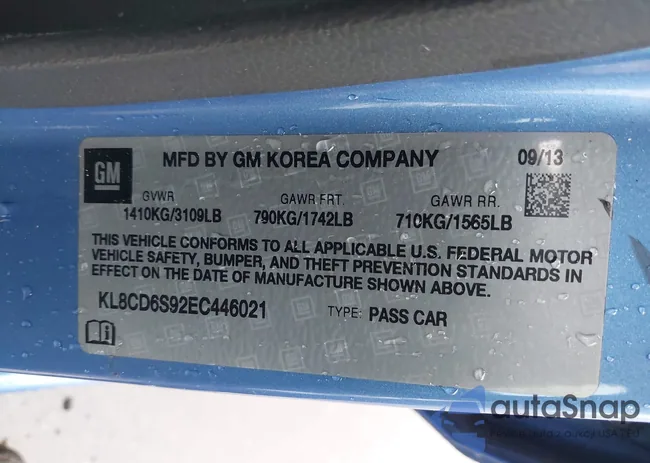 GM
MFD BY GM KOREA COMPANY 09/13
GVWR GAWR FRT. GAWR RR.
1410KG/3109LB 790KG/1742LB 710KG/1565LB
THIS VEHICLE CONFORMS TO ALL APPLICABLE U.S. FEDERAL MOTOR
VEHICLE SAFETY, BUMPER, AND THEFT PREVENTION STANDARDS IN
EFFECT ON THE DATE OF MANUFACTURE SHOWN ABOVE.
KL8CD6S92EC446021 TYPE: PASS CAR
autoSnap